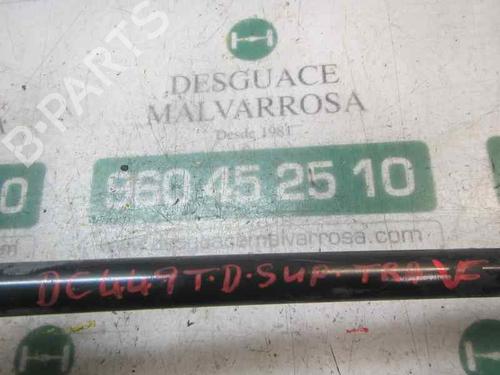 DESGUACE
MALVARROSA
Desde 1981
B-PARTS
960 45 25 10
www.desguacemalvarrosa.com
DC449T.D.SUP.TRAVE